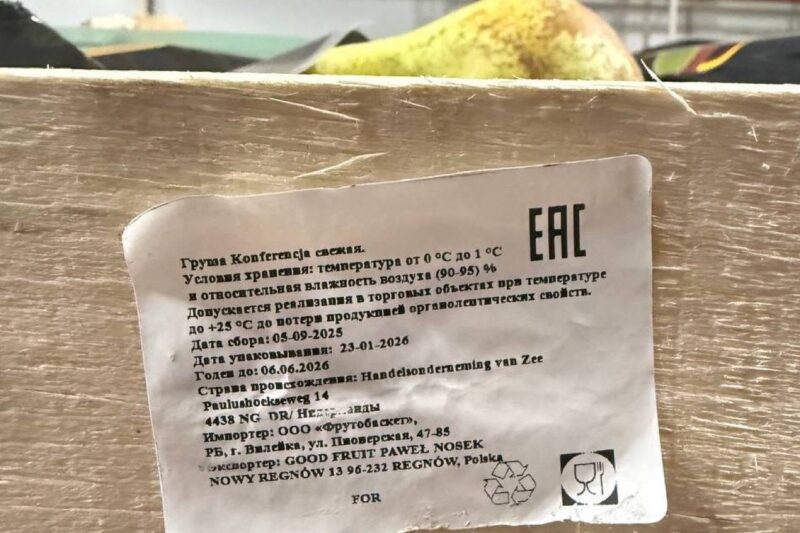 EAC
Груша Konferencja свежая.
Условия хранения: температура от 0 °C до 1 °C
и относительная влажность воздуха (90-95) %
Допускается реализация в торговых объектах при температуре
до +25 °C до потери продукцией органолептических свойств.
Дата сбора: 05-09-2025
Дата упаковывания: 23-01-2026
Годен до: 06.06.2026
Страна происхождения: Handelsonderneming van Zee
Paulushoekseweg 14
4438 NG DR/ Нидерланды
Импортер: ООО «Фрутобаскет»,
РБ, г. Вилейка, ул. Пионерская, 47-85
Экспортер: GOOD FRUIT PAWEŁ NOSEK
NOWY REGNÓW 13 96-232 REGNÓW, Polska
FOR